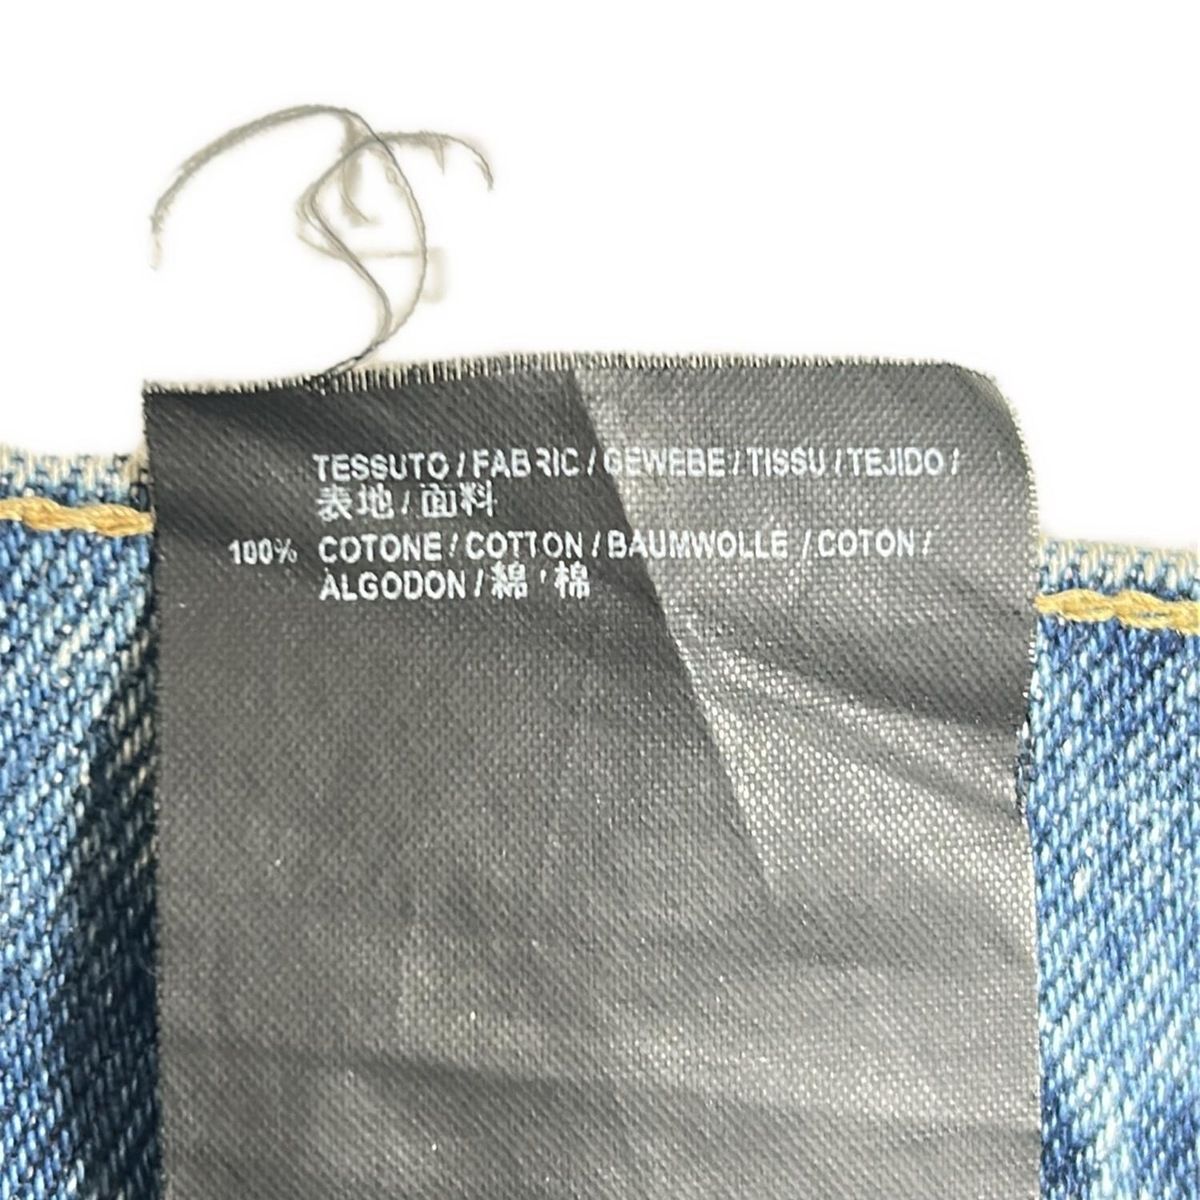 TESSUTO / FABRIC / GEWEBE / TISSU / TEJIDO /
表地 / 面料
100% COTONE / COTTON / BAUMWOLLE / COTON /
ALGODON / 綿 / 棉